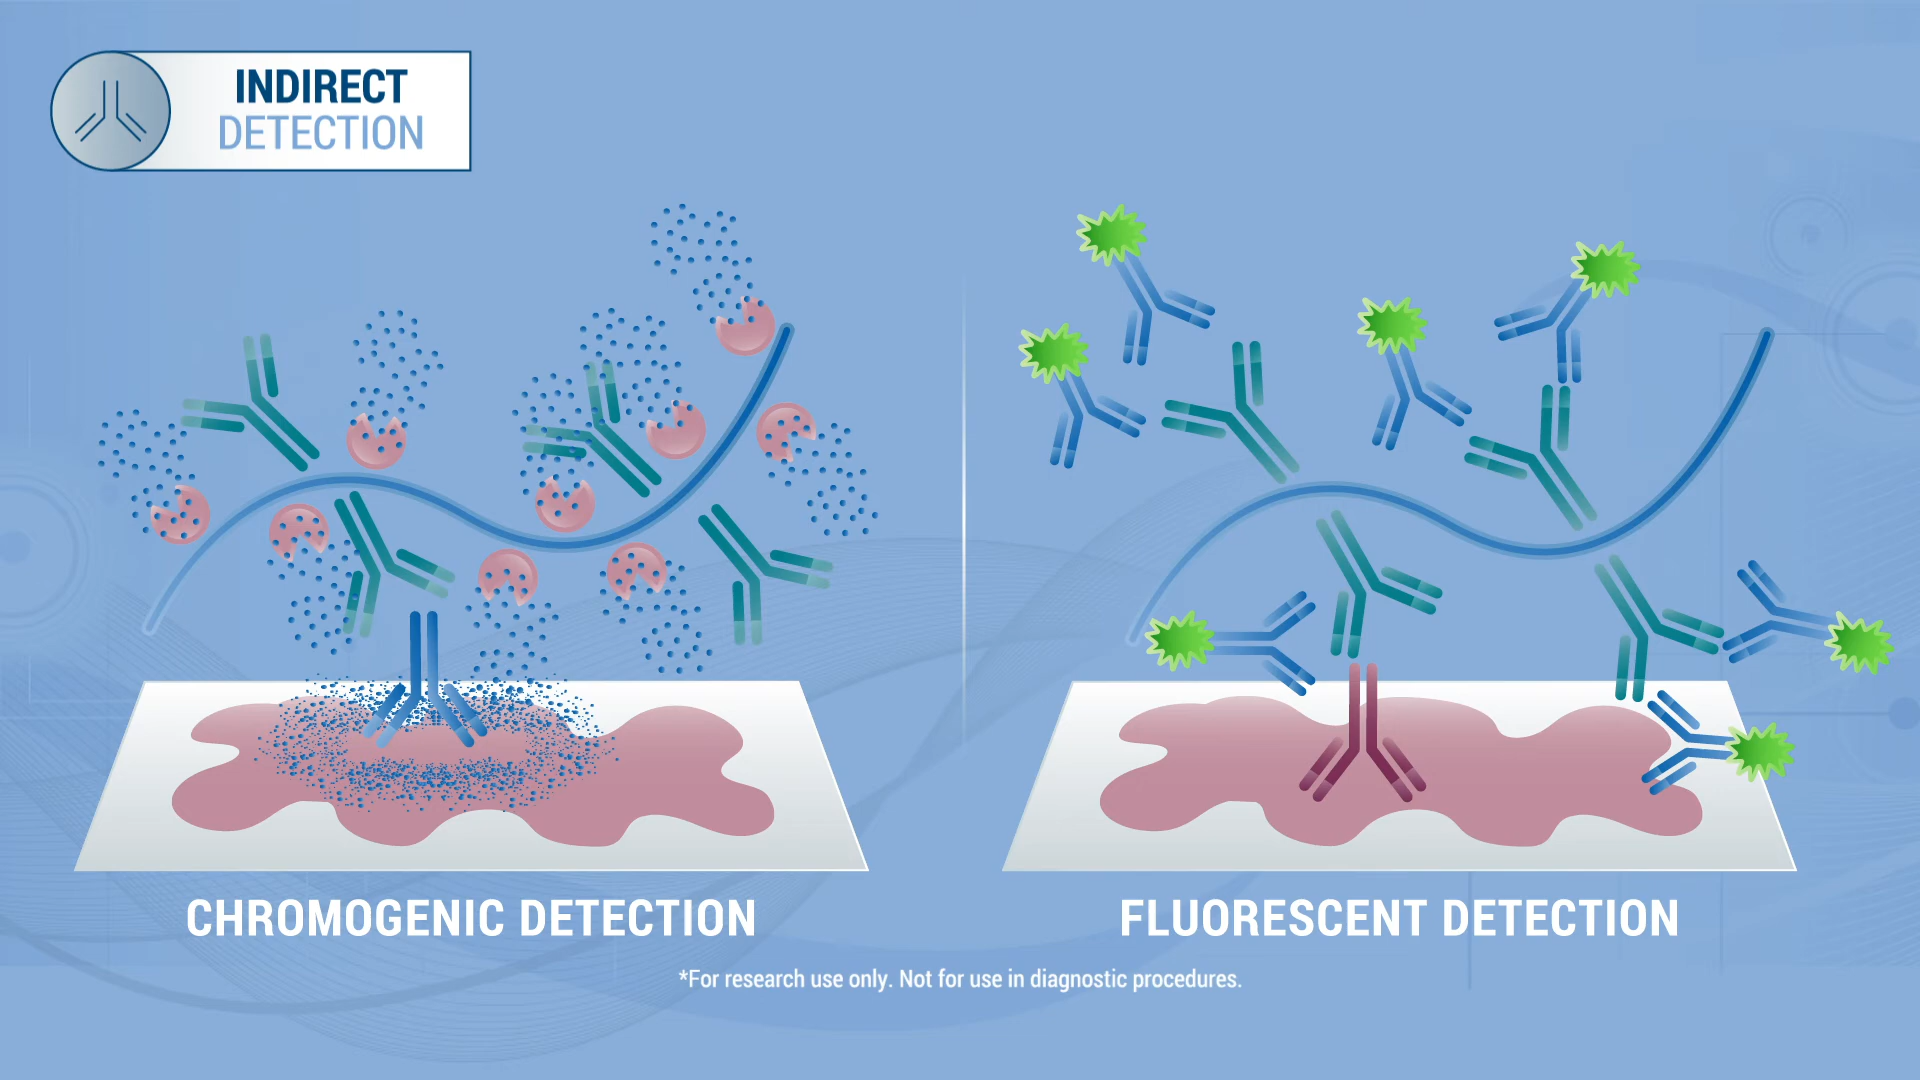 INDIRECT
DETECTION
CHROMOGENIC DETECTION
FLUORESCENT DETECTION
*For research use only. Not for use in diagnostic procedures.